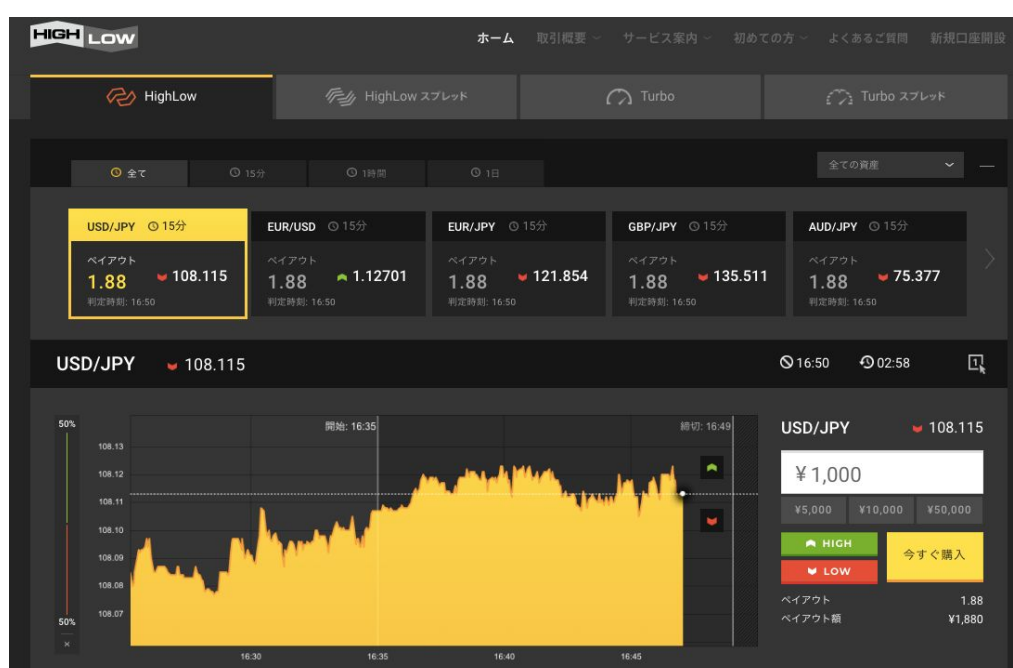 HIGH LOW
ホーム 取引概要 サービス案内 初めての方 よくあるご質問 新規口座開設
HighLow HighLow スプレッド Turbo Turbo スプレッド
全て 15分 1時間 1日 全ての資産
USD/JPY 15分 EUR/USD 15分 EUR/JPY 15分 GBP/JPY 15分 AUD/JPY 15分
ペイアウト ペイアウト ペイアウト ペイアウト ペイアウト
1.88 108.115 1.88 1.12701 1.88 121.854 1.88 135.511 1.88 75.377
判定時刻: 16:50 判定時刻: 16:50 判定時刻: 16:50 判定時刻: 16:50 判定時刻: 16:50
USD/JPY 108.115 16:50 02:58 1
50% 開始: 16:35 締切: 16:49
108.13
108.12
108.11
108.10
108.09
108.08
108.07
50%
×
16:30 16:35 16:40 16:45
USD/JPY 108.115
¥1,000
¥5,000 ¥10,000 ¥50,000
HIGH
LOW
今すぐ購入
ペイアウト 1.88
ペイアウト額 ¥1,880